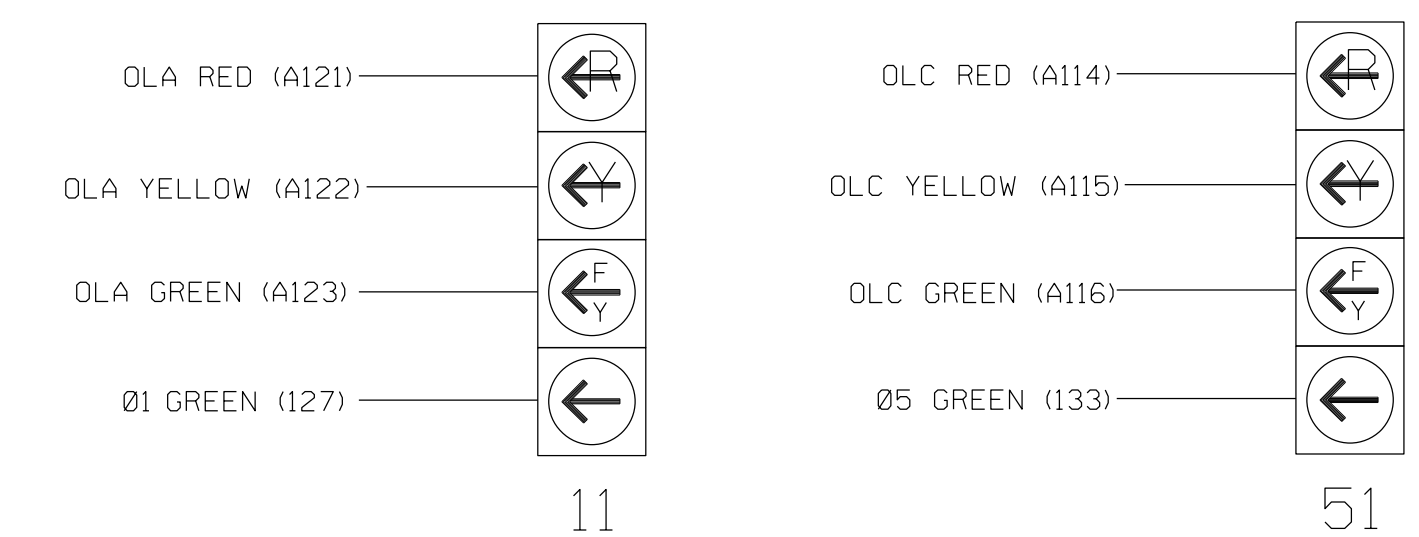 OLA RED (A121)
R
OLA YELLOW (A122)
Y
OLA GREEN (A123)
F
Y
Ø1 GREEN (127)
11
OLC RED (A114)
R
OLC YELLOW (A115)
Y
OLC GREEN (A116)
F
Y
Ø5 GREEN (133)
51